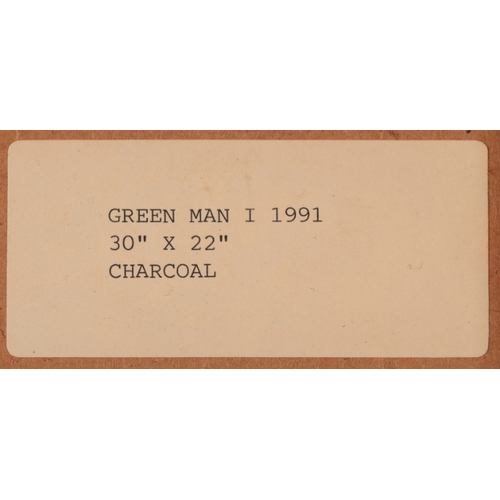 GREEN MAN I 1991
30" X 22"
CHARCOAL